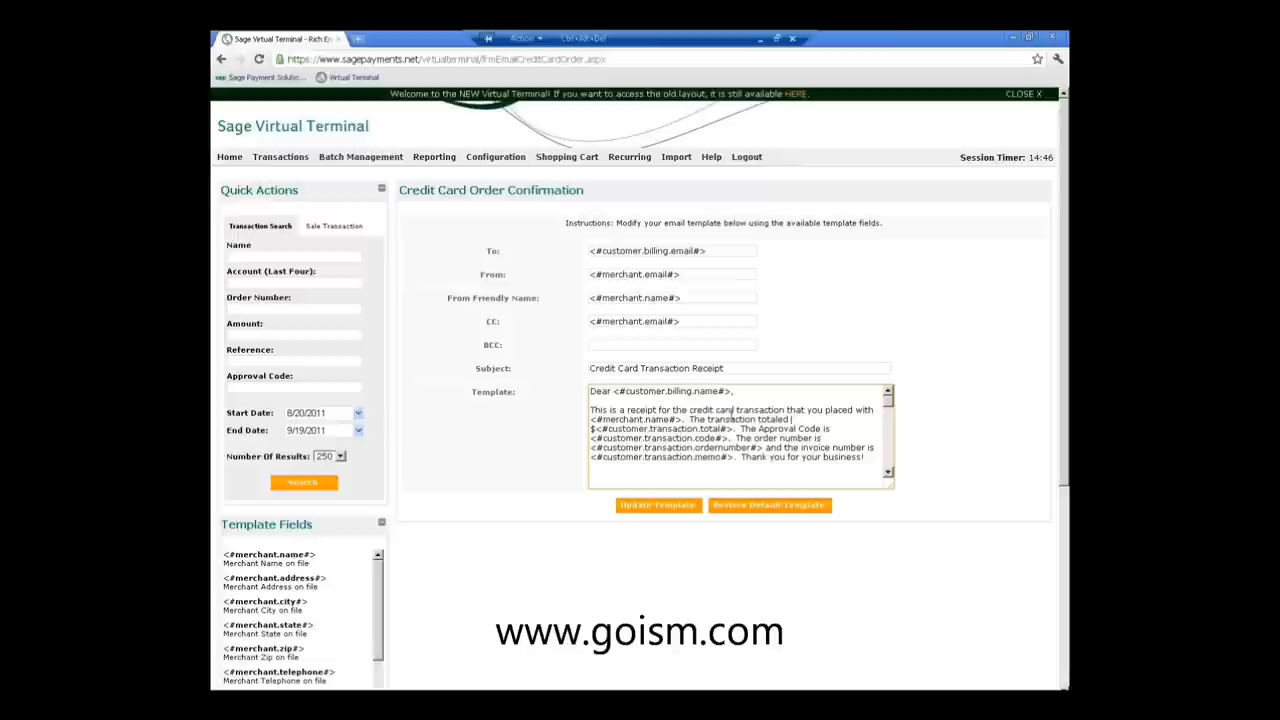 Sage Virtual Terminal - Rich En
Action
Ctrl+Alt+Del
https://www.sagepayments.net/virtualterminal/frmEmailCreditCardOrder.aspx
Sage Payment Solutio...
Virtual Terminal
Welcome to the NEW Virtual Terminal! If you want to access the old layout, it is still available HERE.
CLOSE X
Sage Virtual Terminal
Home Transactions Batch Management Reporting Configuration Shopping Cart Recurring Import Help Logout
Session Timer: 14:46
Quick Actions
Transaction Search
Sale Transaction
Name
Account (Last Four):
Order Number:
Amount:
Reference:
Approval Code:
Start Date: 8/20/2011
End Date: 9/19/2011
Number Of Results: 250
Search
Template Fields
<#merchant.name#>
Merchant Name on file
<#merchant.address#>
Merchant Address on file
<#merchant.city#>
Merchant City on file
<#merchant.state#>
Merchant State on file
<#merchant.zip#>
Merchant Zip on file
<#merchant.telephone#>
Merchant Telephone on file
Credit Card Order Confirmation
Instructions: Modify your email template below using the available template fields.
To: <#customer.billing.email#>
From: <#merchant.email#>
From Friendly Name: <#merchant.name#>
CC: <#merchant.email#>
BCC:
Subject: Credit Card Transaction Receipt
Template:
Dear <#customer.billing.name#>,
This is a receipt for the credit card transaction that you placed with
<#merchant.name#>. The transaction totaled
$<#customer.transaction.total#>. The Approval Code is
<#customer.transaction.code#>. The order number is
<#customer.transaction.ordernumber#> and the invoice number is
<#customer.transaction.memo#>. Thank you for your business!
Update Template
Restore Default Template
www.goism.com